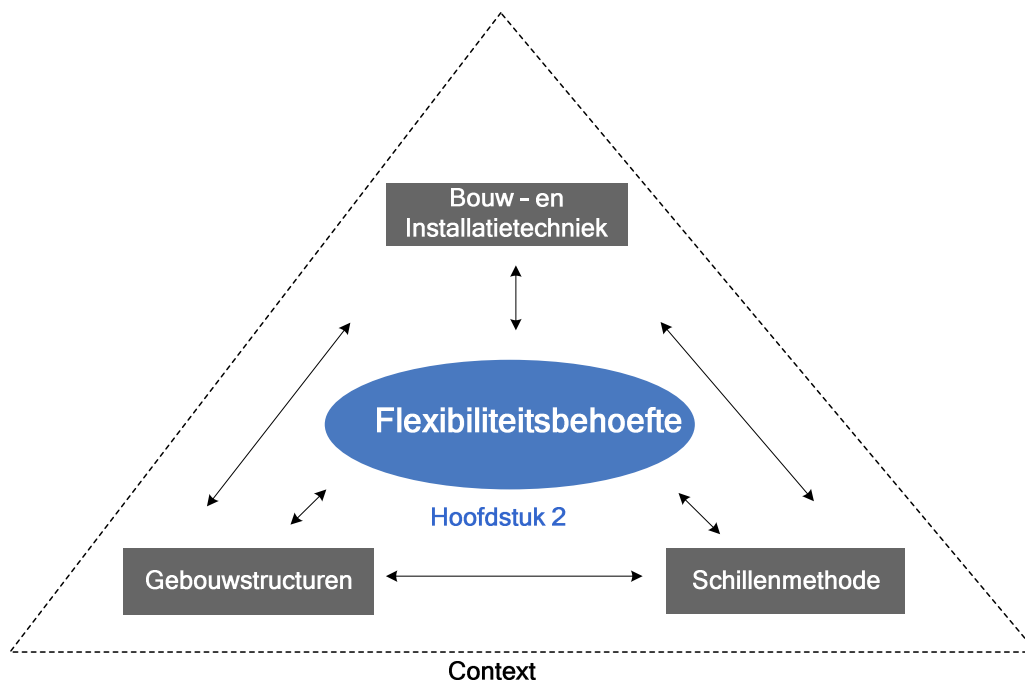 Bouw - en
Installatietechniek
Flexibiliteitsbehoefte
Hoofdstuk 2
Gebouwstructuren
Schillenmethode
Context